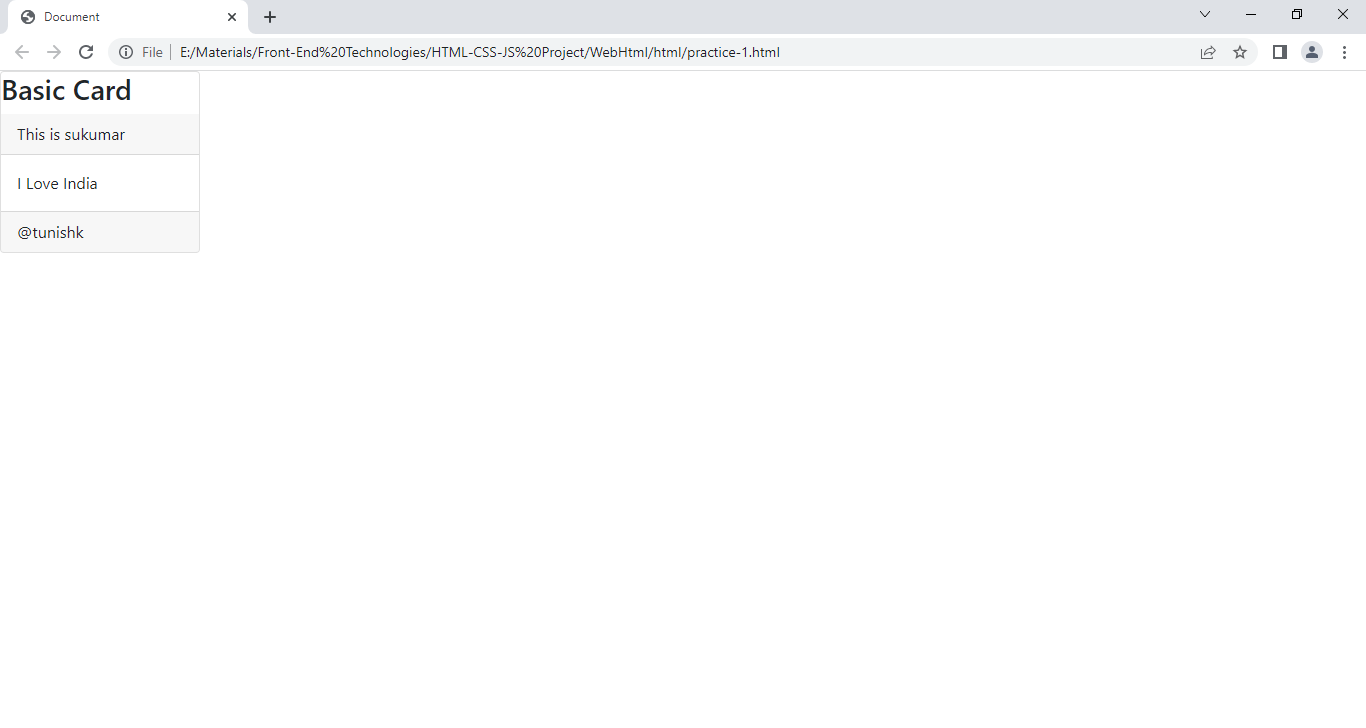 Document
File
E:/Materials/Front-End%20Technologies/HTML-CSS-JS%20Project/WebHtml/html/practice-1.html
Basic Card
This is sukumar
I Love India
@tunishk